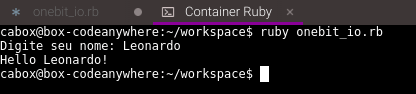 onebit_io.rb Container Ruby ×
cabox@box-codeanywhere:~/workspace$ ruby onebit_io.rb
Digite seu nome: Leonardo
Hello Leonardo!
cabox@box-codeanywhere:~/workspace$